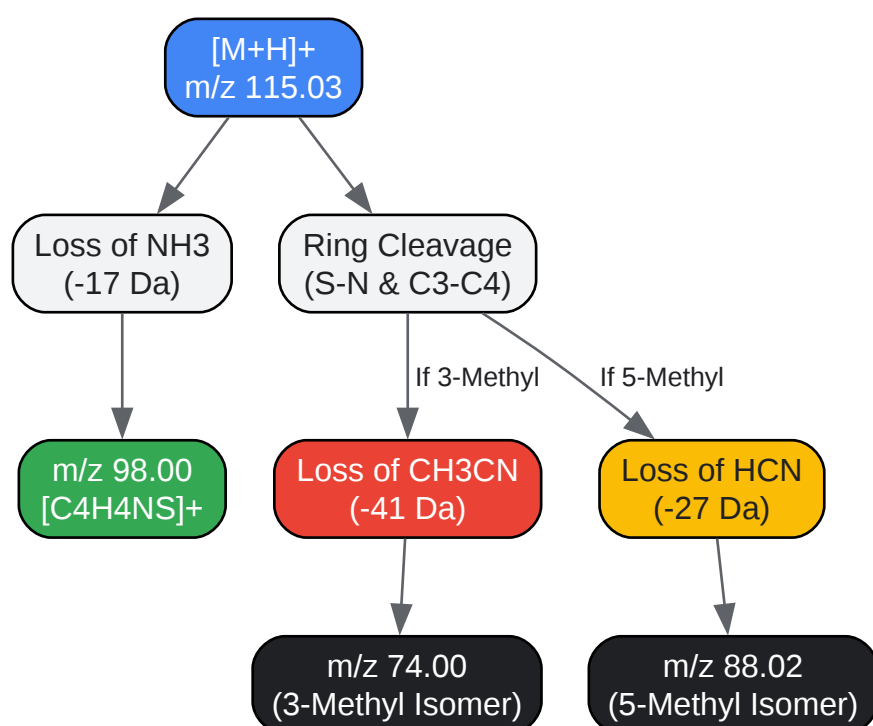 [M+H]+
m/z 115.03
Loss of NH3
(-17 Da)
Ring Cleavage
(S-N & C3-C4)
If 3-Methyl
If 5-Methyl
m/z 98.00
[C4H4NS]+
Loss of CH3CN
(-41 Da)
Loss of HCN
(-27 Da)
m/z 74.00
(3-Methyl Isomer)
m/z 88.02
(5-Methyl Isomer)